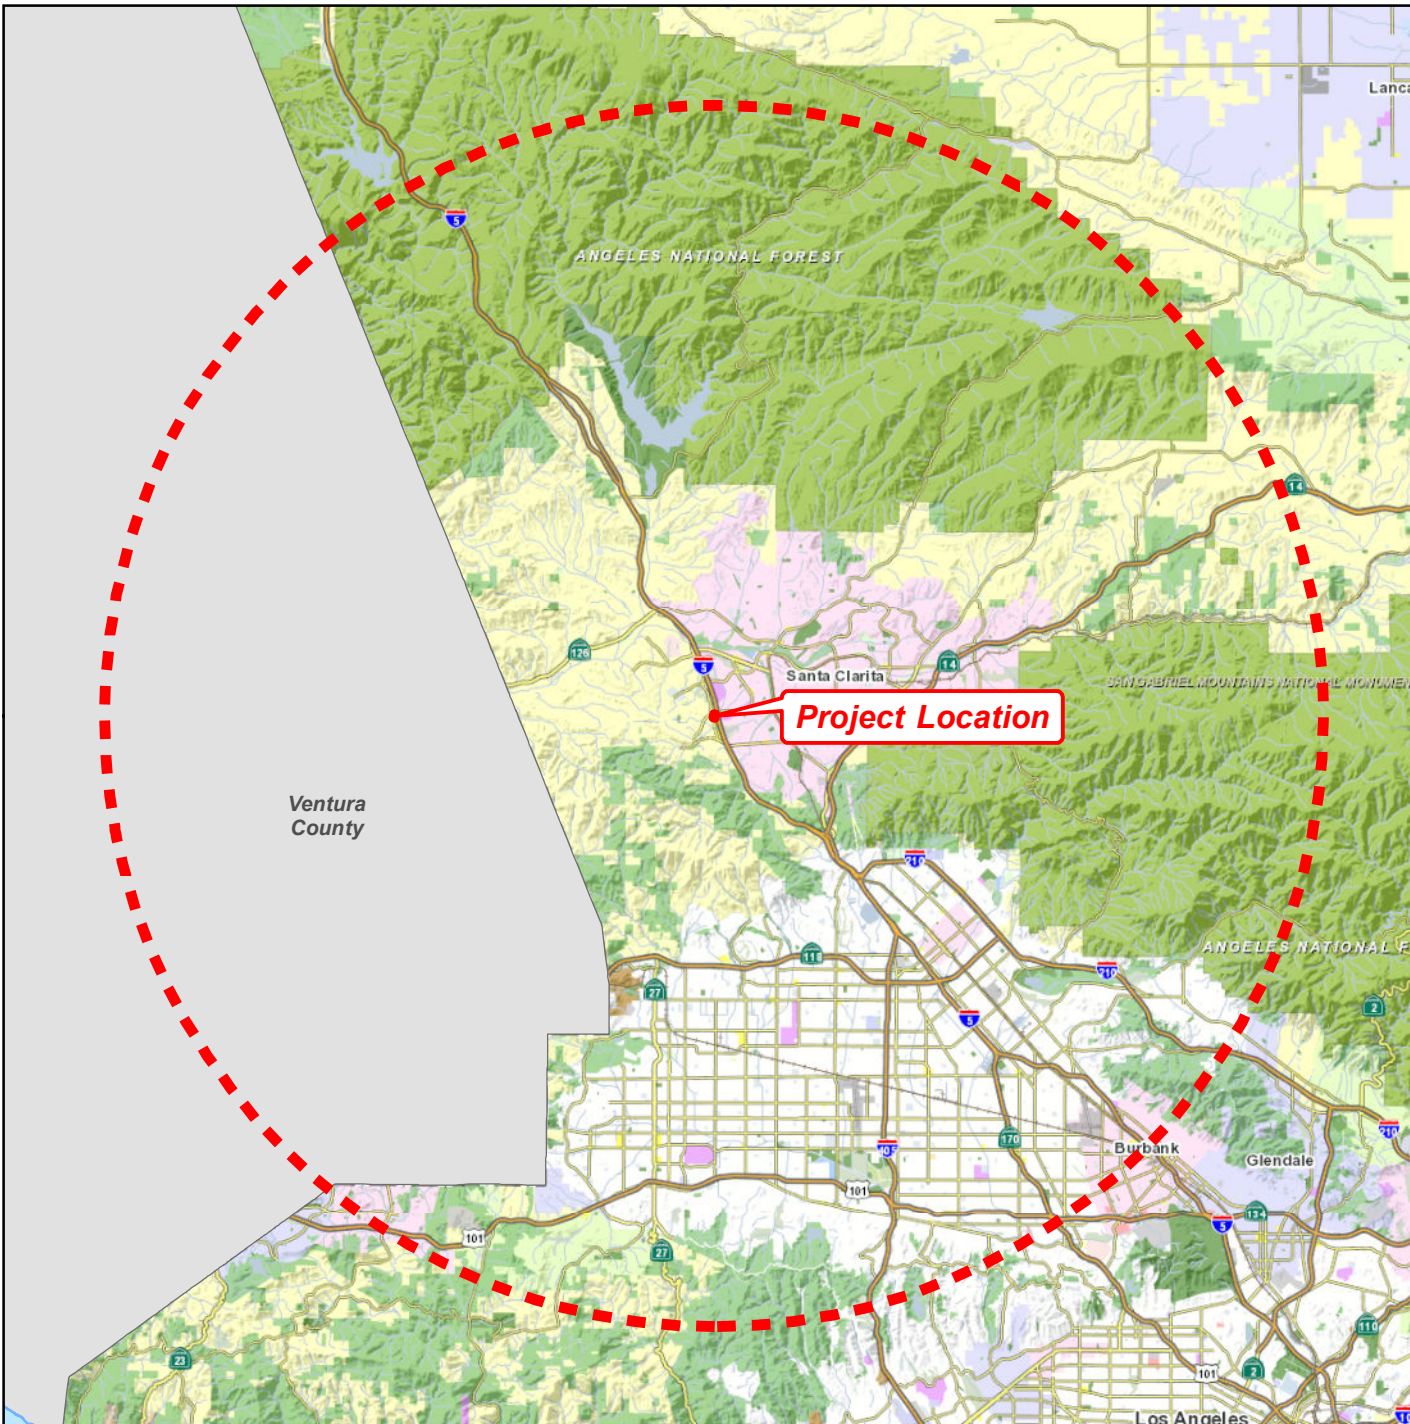 Lanca
5
ANGELES NATIONAL FOREST
14
126
5
14
Santa Clarita
SAN GABRIEL MOUNTAINS NATIONAL MONUMEN
Project Location
Ventura
County
210
ANGELES NATIONAL F
118
210
27
2
5
210
170
405
Burbank
Glendale
101
134
5
101
27
110
23
101
2
Los Angeles